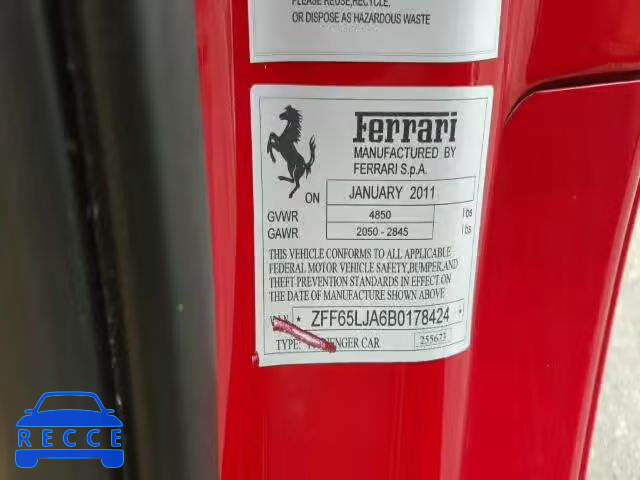 PLEASE REUSE,RECYCLE,
OR DISPOSE AS HAZARDOUS WASTE
Ferrari
MANUFACTURED BY
FERRARI S.p.A.
ON JANUARY 2011
GVWR 4850 lbs
GAWR 2050 - 2845 lbs
THIS VEHICLE CONFORMS TO ALL APPLICABLE
FEDERAL MOTOR VEHICLE SAFETY,BUMPER,AND
THEFT PREVENTION STANDARDS IN EFFECT ON
THE DATE OF MANUFACTURE SHOWN ABOVE
* ZFF65LJA6B0178424 *
TYPE: CAR 255673
RECCE